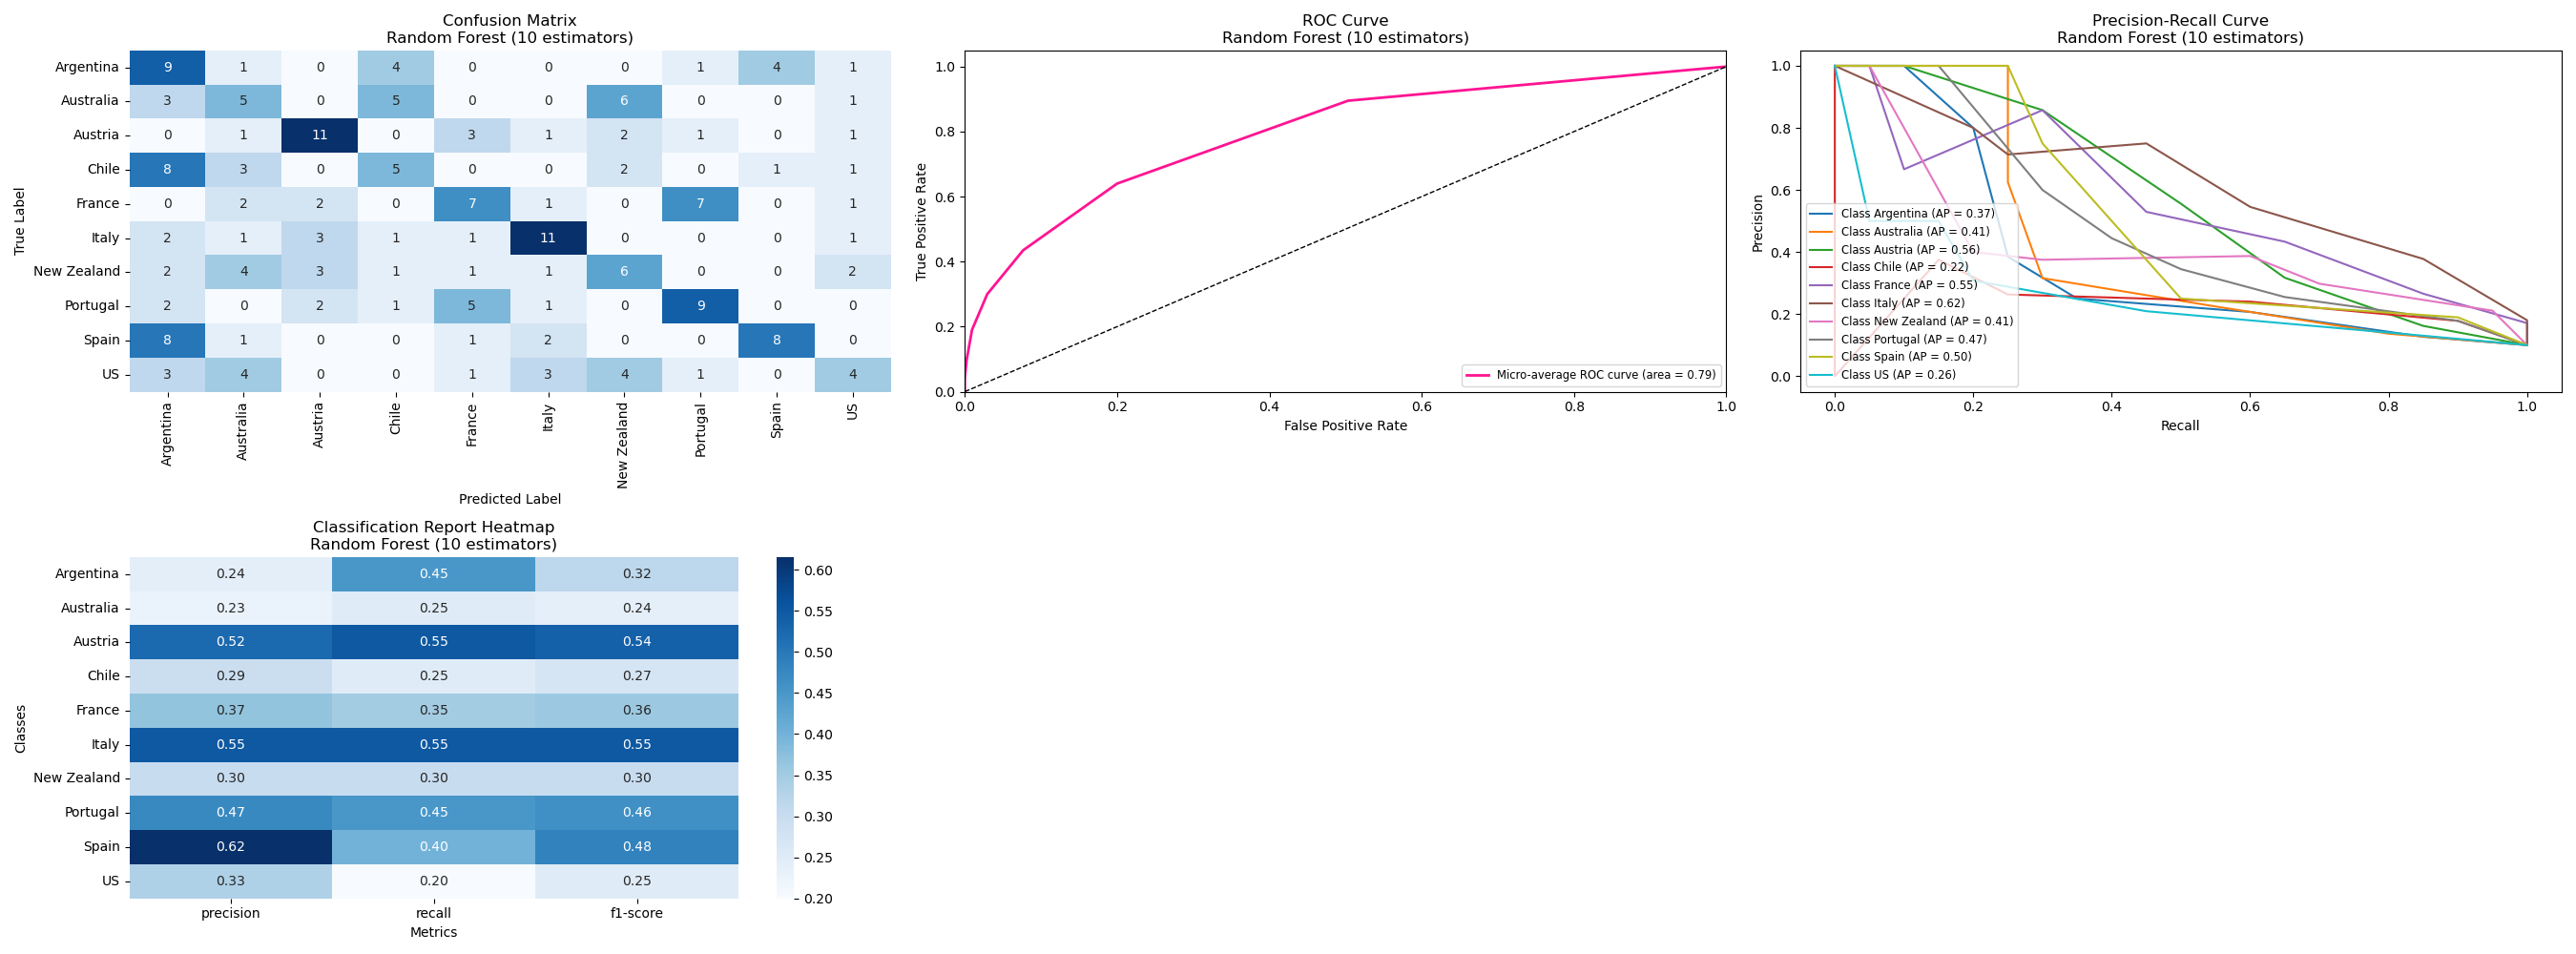 Confusion Matrix
Random Forest (10 estimators)
True Label
Argentina 9 1 0 4 0 0 0 1 4 1
Australia 3 5 0 5 0 0 6 0 0 1
Austria 0 1 11 0 3 1 2 1 0 1
Chile 8 3 0 5 0 0 2 0 1 1
France 0 2 2 0 7 1 0 7 0 1
Italy 2 1 3 1 1 11 0 0 0 1
New Zealand 2 4 3 1 1 1 6 0 0 2
Portugal 2 0 2 1 5 1 0 9 0 0
Spain 8 1 0 0 1 2 0 0 8 0
US 3 4 0 0 1 3 4 1 0 4
Argentina Australia Austria Chile France Italy New Zealand Portugal Spain US
Predicted Label
ROC Curve
Random Forest (10 estimators)
True Positive Rate
1.0
0.8
0.6
0.4
0.2
0.0
Micro-average ROC curve (area = 0.79)
0.0 0.2 0.4 0.6 0.8 1.0
False Positive Rate
Precision-Recall Curve
Random Forest (10 estimators)
Precision
1.0
0.8
0.6
0.4
0.2
0.0
Class Argentina (AP = 0.37)
Class Australia (AP = 0.41)
Class Austria (AP = 0.56)
Class Chile (AP = 0.22)
Class France (AP = 0.55)
Class Italy (AP = 0.62)
Class New Zealand (AP = 0.41)
Class Portugal (AP = 0.47)
Class Spain (AP = 0.50)
Class US (AP = 0.26)
0.0 0.2 0.4 0.6 0.8 1.0
Recall
Classification Report Heatmap
Random Forest (10 estimators)
Classes
Argentina 0.24 0.45 0.32
Australia 0.23 0.25 0.24
Austria 0.52 0.55 0.54
Chile 0.29 0.25 0.27
France 0.37 0.35 0.36
Italy 0.55 0.55 0.55
New Zealand 0.30 0.30 0.30
Portugal 0.47 0.45 0.46
Spain 0.62 0.40 0.48
US 0.33 0.20 0.25
precision recall f1-score
Metrics
0.60
0.55
0.50
0.45
0.40
0.35
0.30
0.25
0.20